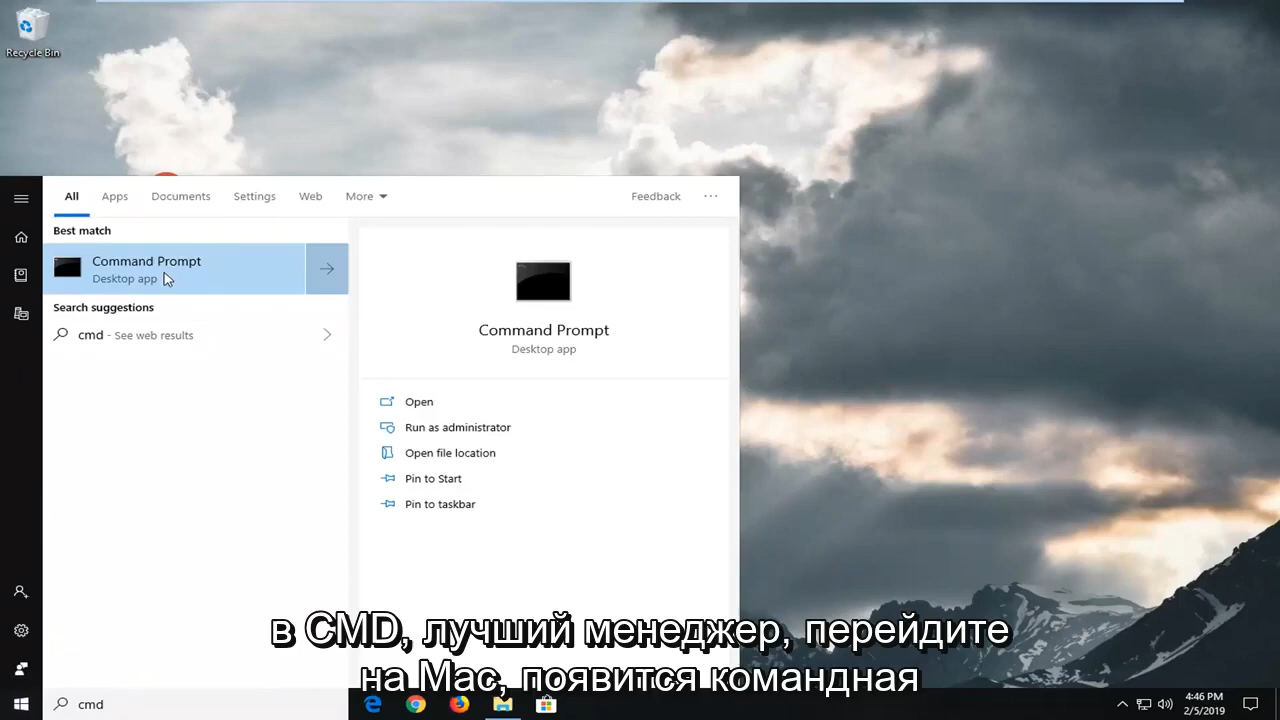 Recycle Bin
All Apps Documents Settings Web More Feedback ...
Best match
Command Prompt
Desktop app
Search suggestions
cmd - See web results
Command Prompt
Desktop app
Open
Run as administrator
Open file location
Pin to Start
Pin to taskbar
в CMD, лучший менеджер, перейдите
на Mac, появится командная
cmd
4:46 PM
2/5/2019